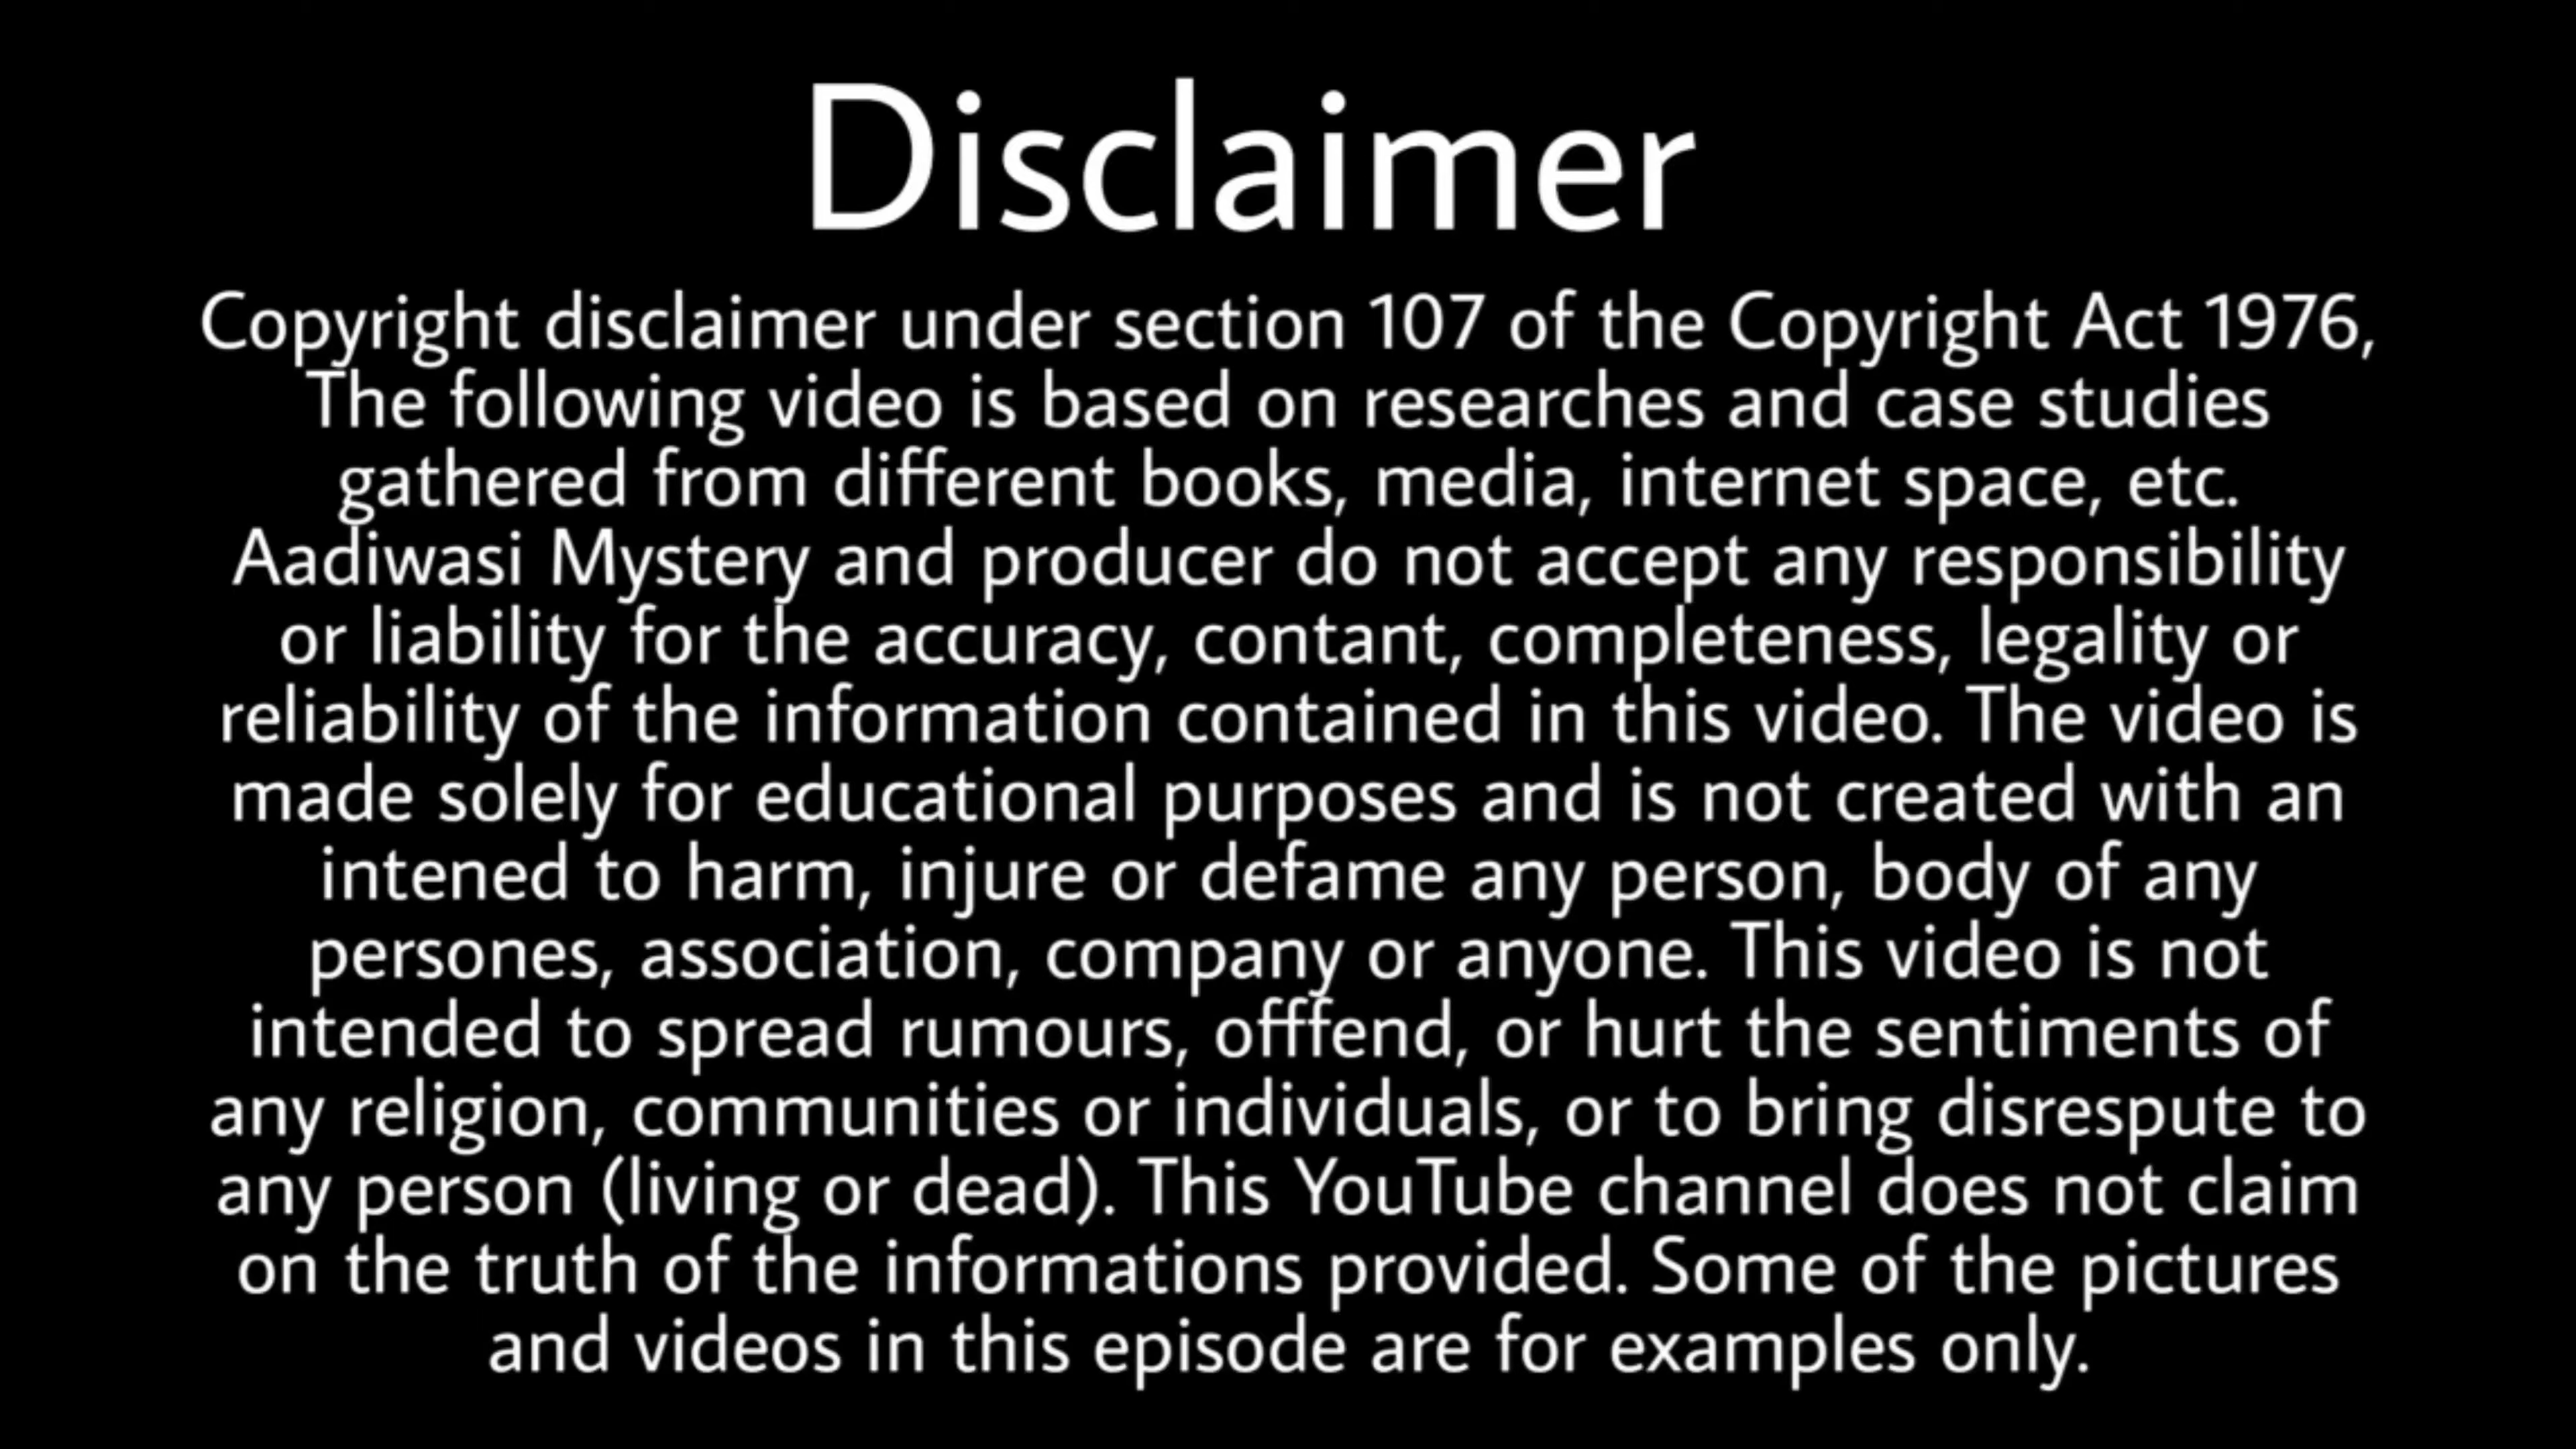 Disclaimer
Copyright disclaimer under section 107 of the Copyright Act 1976,
The following video is based on researches and case studies
gathered from different books, media, internet space, etc.
Aadiwasi Mystery and producer do not accept any responsibility
or liability for the accuracy, contant, completeness, legality or
reliability of the information contained in this video. The video is
made solely for educational purposes and is not created with an
intened to harm, injure or defame any person, body of any
persones, association, company or anyone. This video is not
intended to spread rumours, offfend, or hurt the sentiments of
any religion, communities or individuals, or to bring disrespute to
any person (living or dead). This YouTube channel does not claim
on the truth of the informations provided. Some of the pictures
and videos in this episode are for examples only.